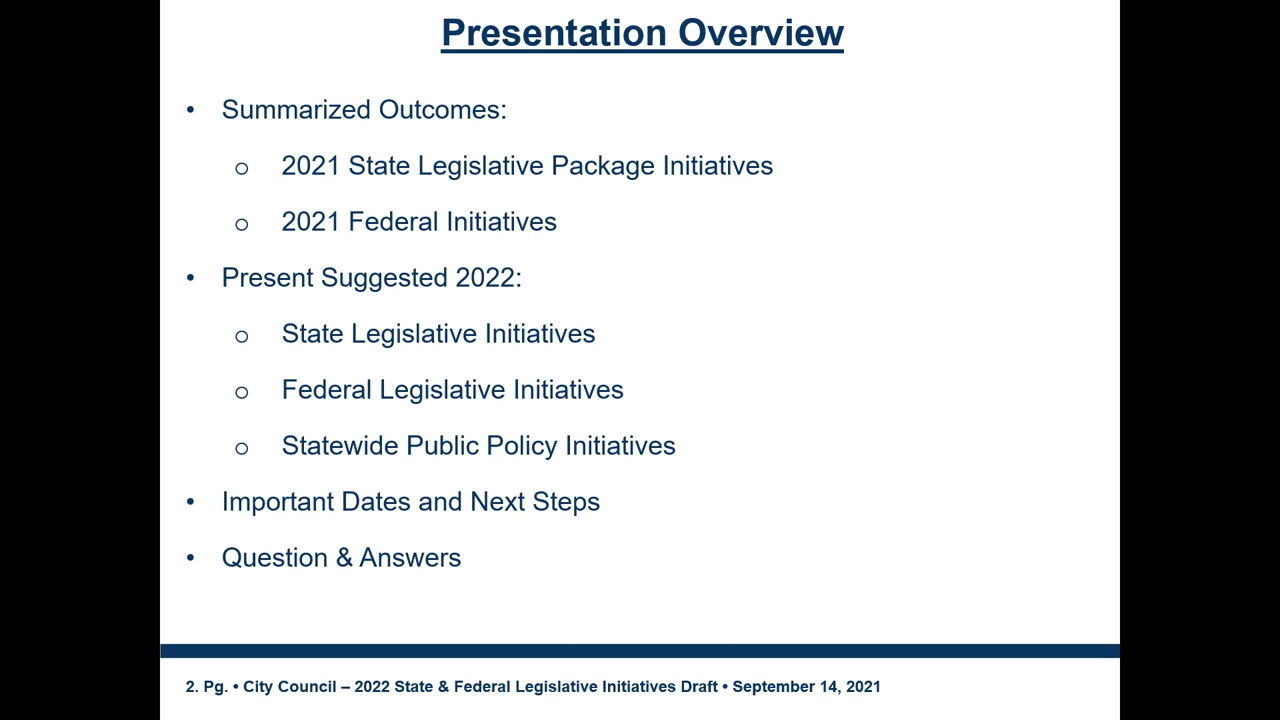 Presentation Overview
• Summarized Outcomes:
o 2021 State Legislative Package Initiatives
o 2021 Federal Initiatives
• Present Suggested 2022:
o State Legislative Initiatives
o Federal Legislative Initiatives
o Statewide Public Policy Initiatives
• Important Dates and Next Steps
• Question & Answers
2. Pg. • City Council – 2022 State & Federal Legislative Initiatives Draft • September 14, 2021